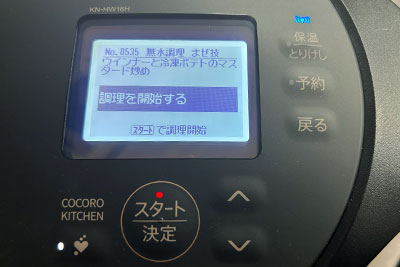 KN-HW16H
No.0535 無水調理 まぜ技
ウインナーと冷凍ポテトのマス
タード炒め
調理を開始する
スタートで調理開始
保温
とりけし
予約
戻る
COCORO
KITCHEN
スタート
決定